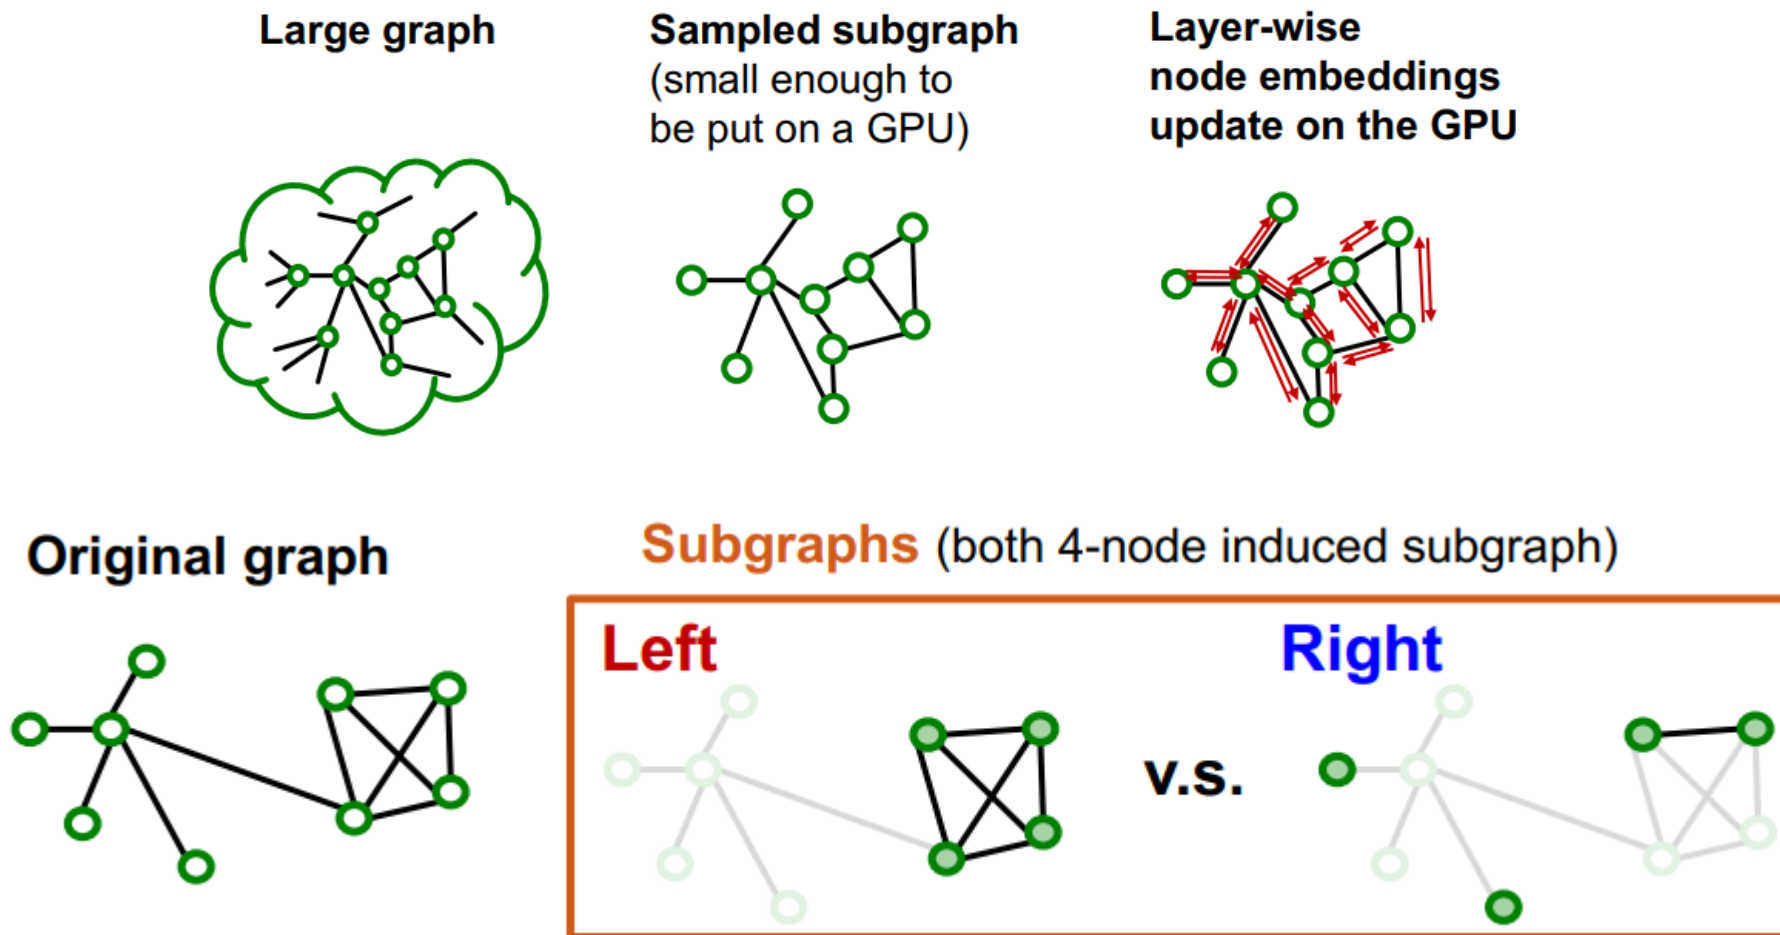 Large graph
Sampled subgraph
(small enough to
be put on a GPU)
Layer-wise
node embeddings
update on the GPU
Original graph
Subgraphs (both 4-node induced subgraph)
Left
v.s.
Right